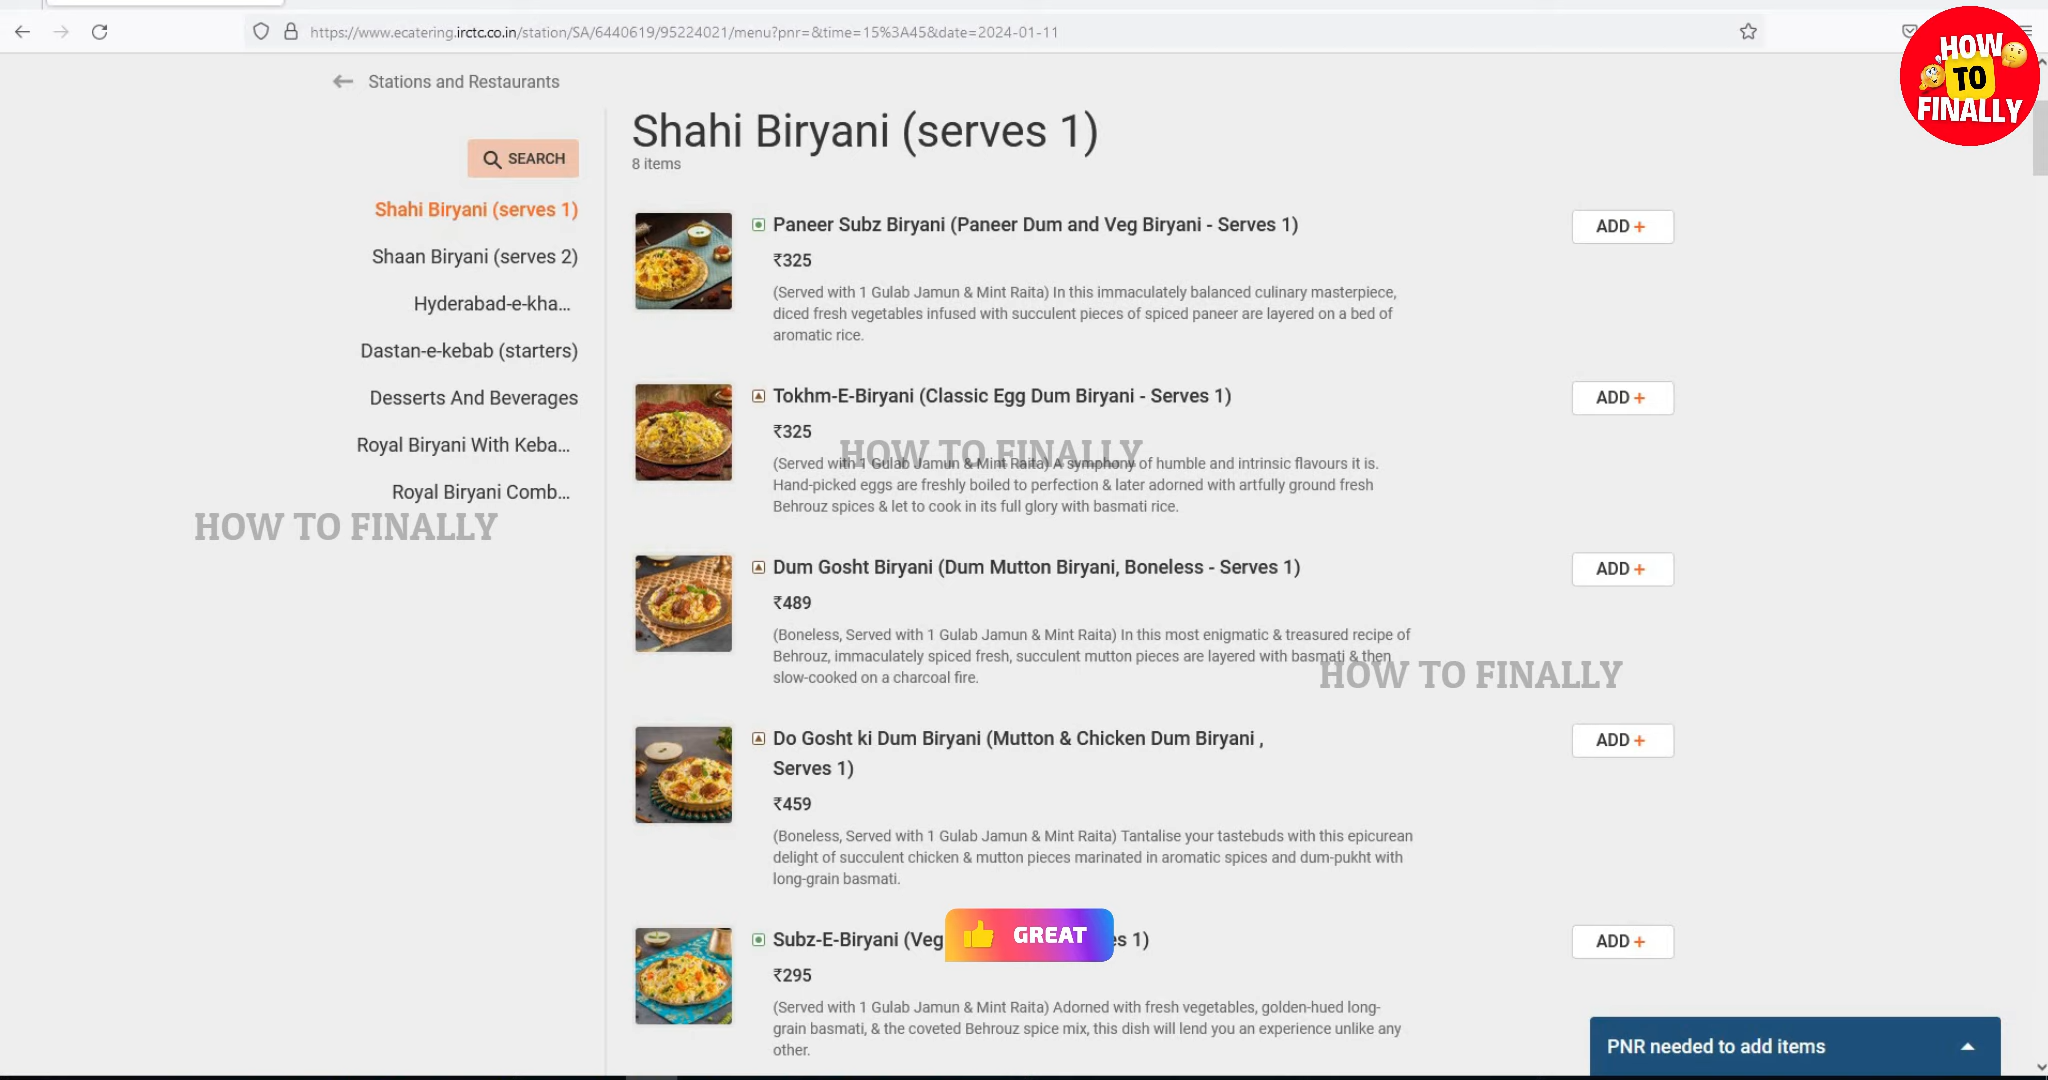 https://www.ecatering.irctc.co.in/station/SA/6440619/95224021/menu?pnr=&time=15%3A45&date=2024-01-11
HOW
TO
FINALLY
Stations and Restaurants
SEARCH
Shahi Biryani (serves 1)
Shaan Biryani (serves 2)
Hyderabad-e-kha...
Dastan-e-kebab (starters)
Desserts And Beverages
Royal Biryani With Keba...
Royal Biryani Comb...
HOW TO FINALLY
Shahi Biryani (serves 1)
8 items
Paneer Subz Biryani (Paneer Dum and Veg Biryani - Serves 1)
ADD +
₹325
(Served with 1 Gulab Jamun & Mint Raita) In this immaculately balanced culinary masterpiece,
diced fresh vegetables infused with succulent pieces of spiced paneer are layered on a bed of
aromatic rice.
Tokhm-E-Biryani (Classic Egg Dum Biryani - Serves 1)
ADD +
₹325
HOW TO FINALLY
(Served with 1 Gulab Jamun & Mint Raita) A symphony of humble and intrinsic flavours it is.
Hand-picked eggs are freshly boiled to perfection & later adorned with artfully ground fresh
Behrouz spices & let to cook in its full glory with basmati rice.
Dum Gosht Biryani (Dum Mutton Biryani, Boneless - Serves 1)
ADD +
₹489
(Boneless, Served with 1 Gulab Jamun & Mint Raita) In this most enigmatic & treasured recipe of
Behrouz, immaculately spiced fresh, succulent mutton pieces are layered with basmati & then
slow-cooked on a charcoal fire.
HOW TO FINALLY
Do Gosht ki Dum Biryani (Mutton & Chicken Dum Biryani ,
Serves 1)
ADD +
₹459
(Boneless, Served with 1 Gulab Jamun & Mint Raita) Tantalise your tastebuds with this epicurean
delight of succulent chicken & mutton pieces marinated in aromatic spices and dum-pukht with
long-grain basmati.
Subz-E-Biryani (Veg
GREAT
es 1)
ADD +
₹295
(Served with 1 Gulab Jamun & Mint Raita) Adorned with fresh vegetables, golden-hued long-
grain basmati, & the coveted Behrouz spice mix, this dish will lend you an experience unlike any
other.
PNR needed to add items